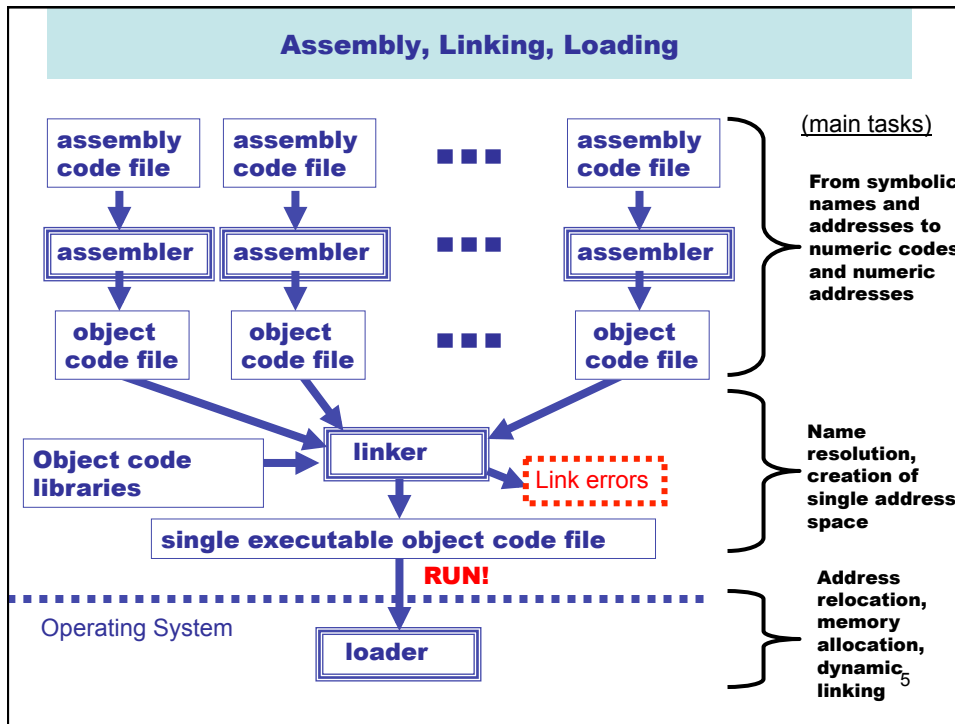 Assembly, Linking, Loading
assembly
code file
assembly
code file
assembly
code file
(main tasks)
assembler
assembler
assembler
From symbolic
names and
addresses to
numeric codes
and numeric
addresses
object
code file
object
code file
object
code file
Object code
libraries
linker
Link errors
Name
resolution,
creation of
single address
space
single executable object code file
RUN!
Operating System
loader
Address
relocation,
memory
allocation,
dynamic
linking
5